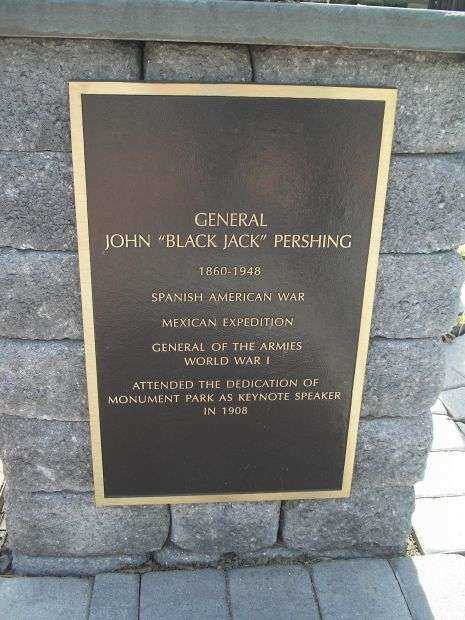 GENERAL
JOHN "BLACK JACK" PERSHING
1860-1948
SPANISH AMERICAN WAR
MEXICAN EXPEDITION
GENERAL OF THE ARMIES
WORLD WAR I
ATTENDED THE DEDICATION OF
MONUMENT PARK AS KEYNOTE SPEAKER
IN 1908